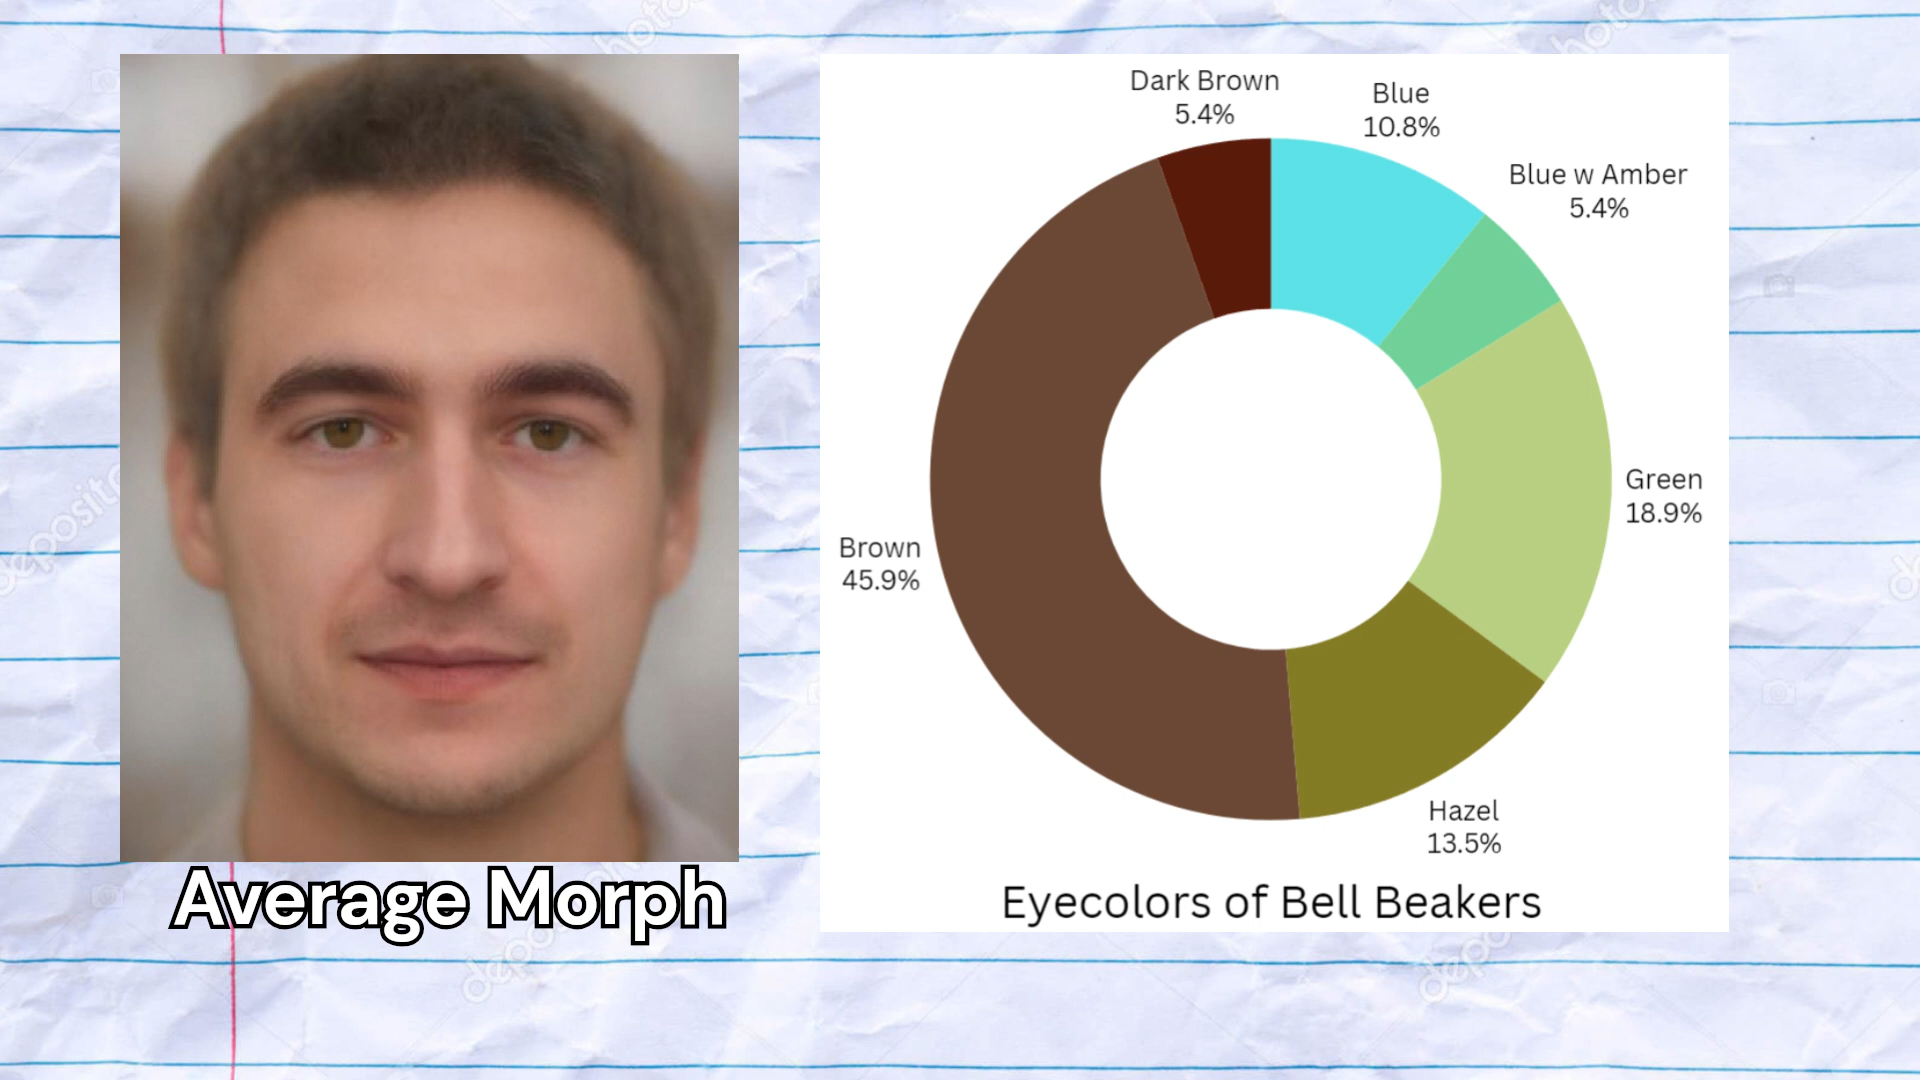 Dark Brown
5.4%
Blue
10.8%
Blue w Amber
5.4%
Green
18.9%
Brown
45.9%
Hazel
13.5%
Eyecolors of Bell Beakers
Average Morph